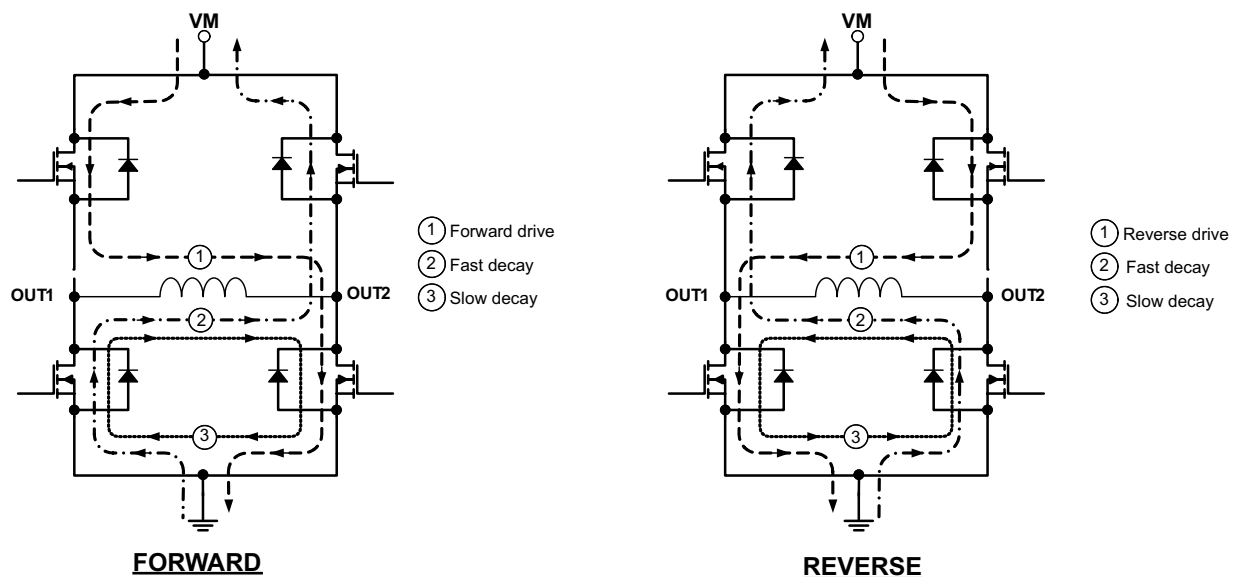 VM
1 Forward drive
2 Fast decay
3 Slow decay
1
OUT1
OUT2
2
3
FORWARD
VM
1 Reverse drive
2 Fast decay
3 Slow decay
1
OUT1
OUT2
2
3
REVERSE